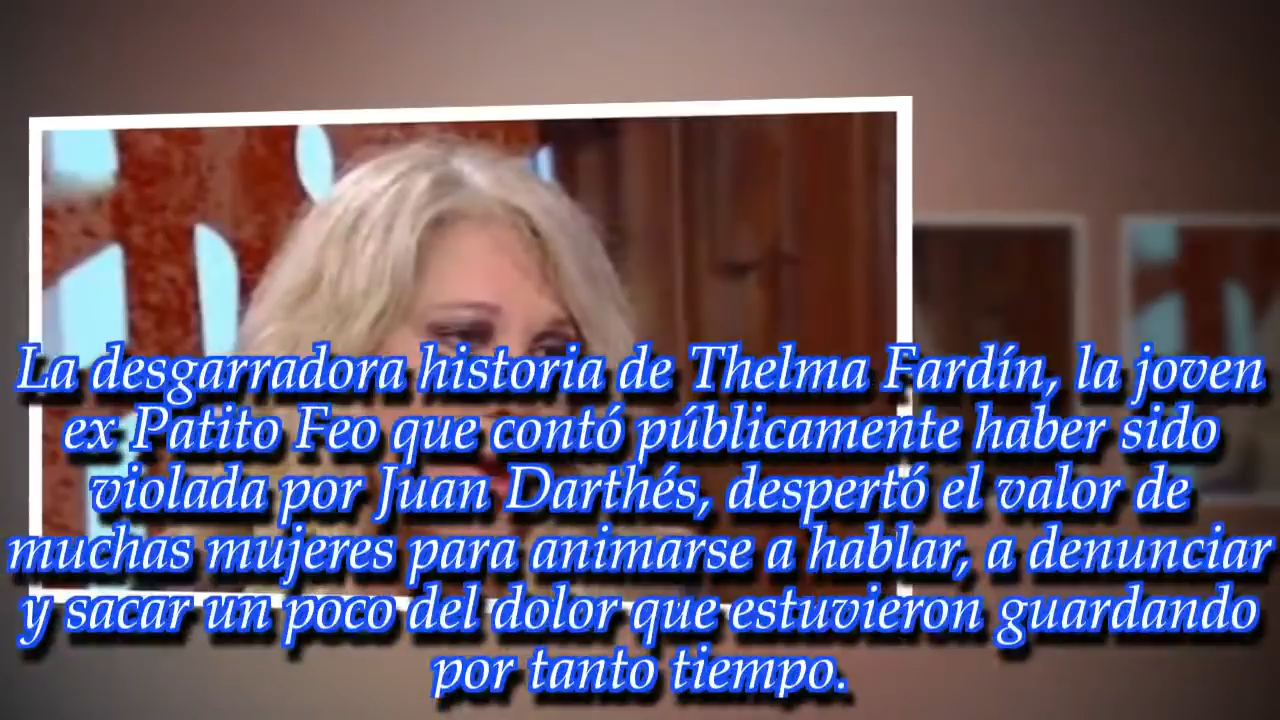 La desgarradora historia de Thelma Fardín, la joven
ex Patito Feo que contó públicamente haber sido
violada por Juan Darthés, despertó el valor de
muchas mujeres para animarse a hablar, a denunciar
y sacar un poco del dolor que estuvieron guardando
por tanto tiempo.